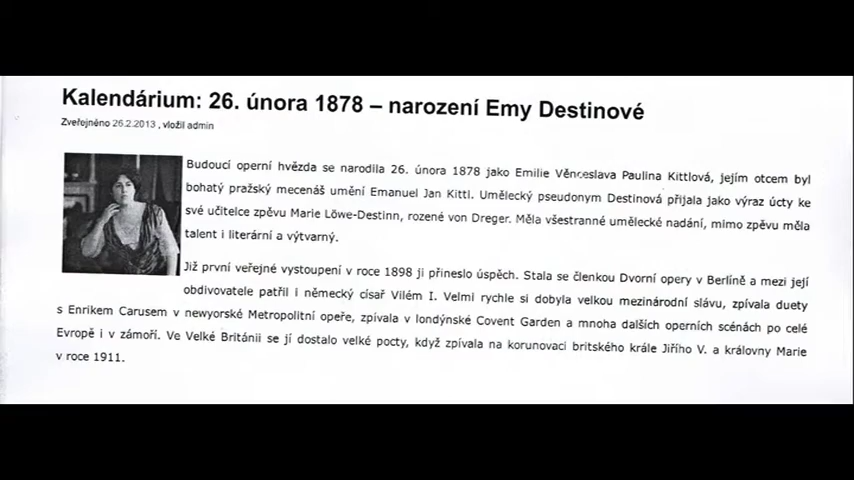 Kalendárium: 26. února 1878 – narození Emy Destinové
Zveřejněno 26.2.2013 , vložil admin
Budoucí operní hvězda se narodila 26. února 1878 jako Emilie Věnceslava Paulina Kittlová, jejím otcem byl
bohatý pražský mecenáš umění Emanuel Jan Kittl. Umělecký pseudonym Destinová přijala jako výraz úcty ke
své učitelce zpěvu Marie Löwe-Destinn, rozené von Dreger. Měla všestranné umělecké nadání, mimo zpěvu měla
talent i literární a výtvarný.
Již první veřejné vystoupení v roce 1898 jí přineslo úspěch. Stala se členkou Dvorní opery v Berlíně a mezi její
obdivovatele patřil i německý císař Vilém I. Velmi rychle si dobyla velkou mezinárodní slávu, zpívala duety
s Enrikem Carusem v newyorské Metropolitní opeře, zpívala v londýnské Covent Garden a mnoha dalších operních scénách po celé
Evropě i v zámoří. Ve Velké Británii se jí dostalo velké pocty, když zpívala na korunovaci britského krále Jiřího V. a královny Marie
v roce 1911.